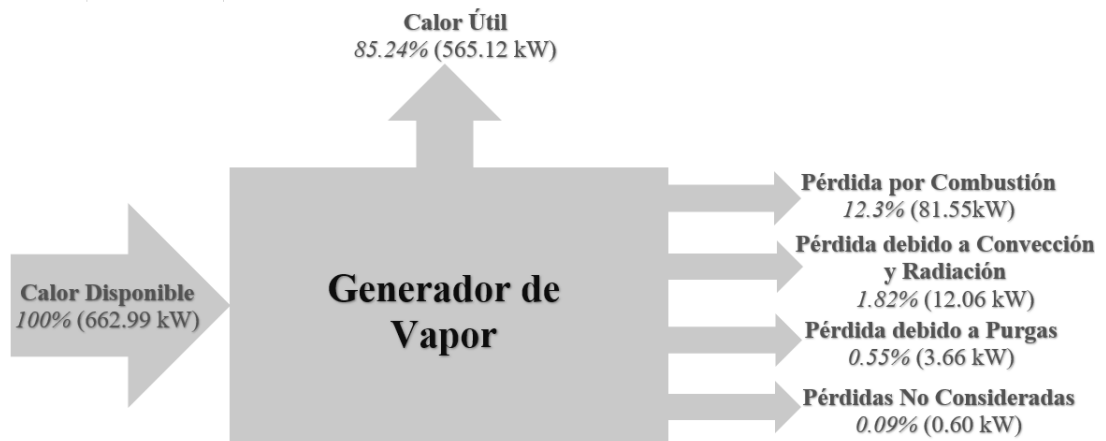 Calor Útil
85.24% (565.12 kW)
Pérdida por Combustión
12.3% (81.55kW)
Pérdida debido a Convección
y Radiación
1.82% (12.06 kW)
Calor Disponible
100% (662.99 kW)
Generador de
Vapor
Pérdida debido a Purgas
0.55% (3.66 kW)
Pérdidas No Consideradas
0.09% (0.60 kW)